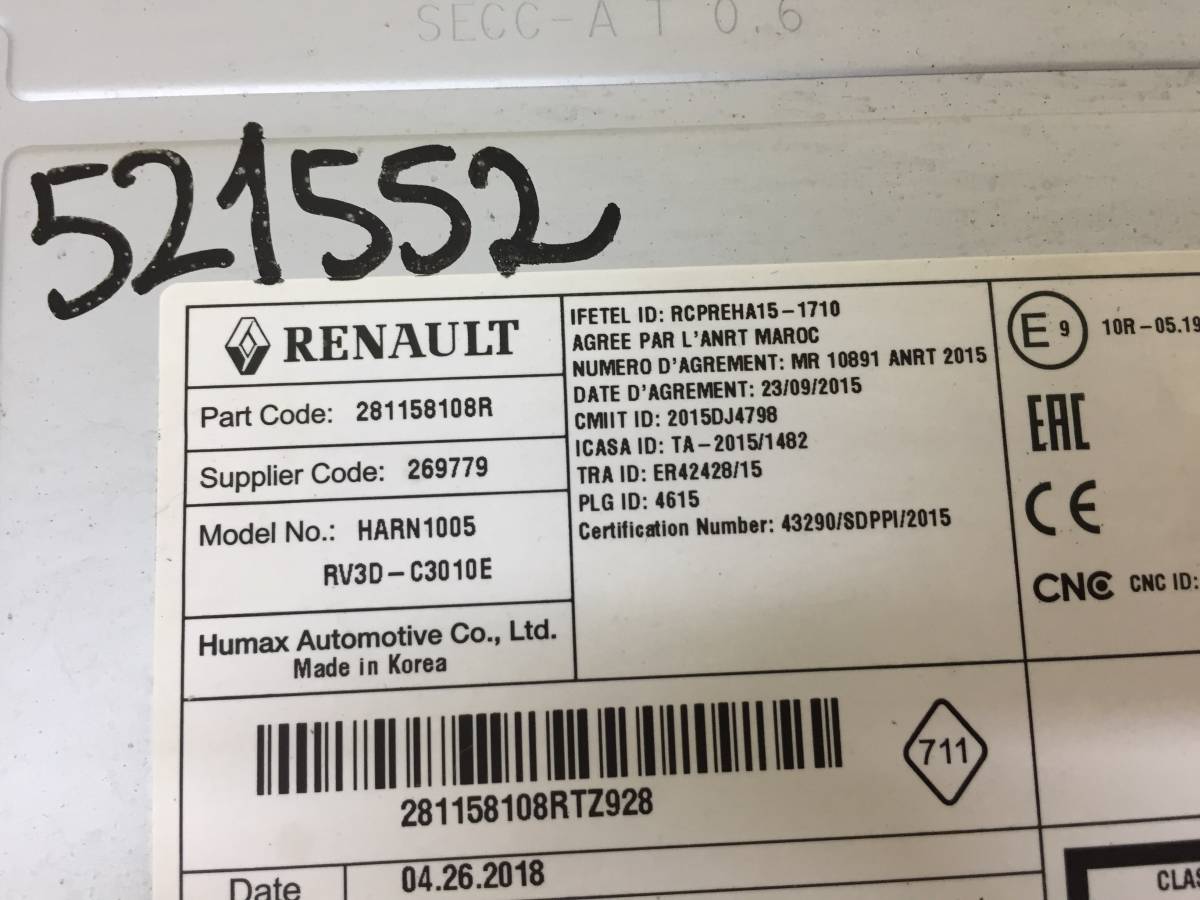 SECC-A T 0.6
521552
RENAULT
Part Code: 281158108R
Supplier Code: 269779
Model No.: HARN1005
RV3D-C3010E
Humax Automotive Co., Ltd.
Made in Korea
IFETEL ID: RCPREHA15-1710
AGREE PAR L'ANRT MAROC
NUMERO D'AGREMENT: MR 10891 ANRT 2015
DATE D'AGREMENT: 23/09/2015
CMIIT ID: 2015DJ4798
ICASA ID: TA-2015/1482
TRA ID: ER42428/15
PLG ID: 4615
Certification Number: 43290/SDPPI/2015
E 9 10R-05.19
EAC
CE
CNC CNC ID:
281158108RTZ928
711
Date 04.26.2018